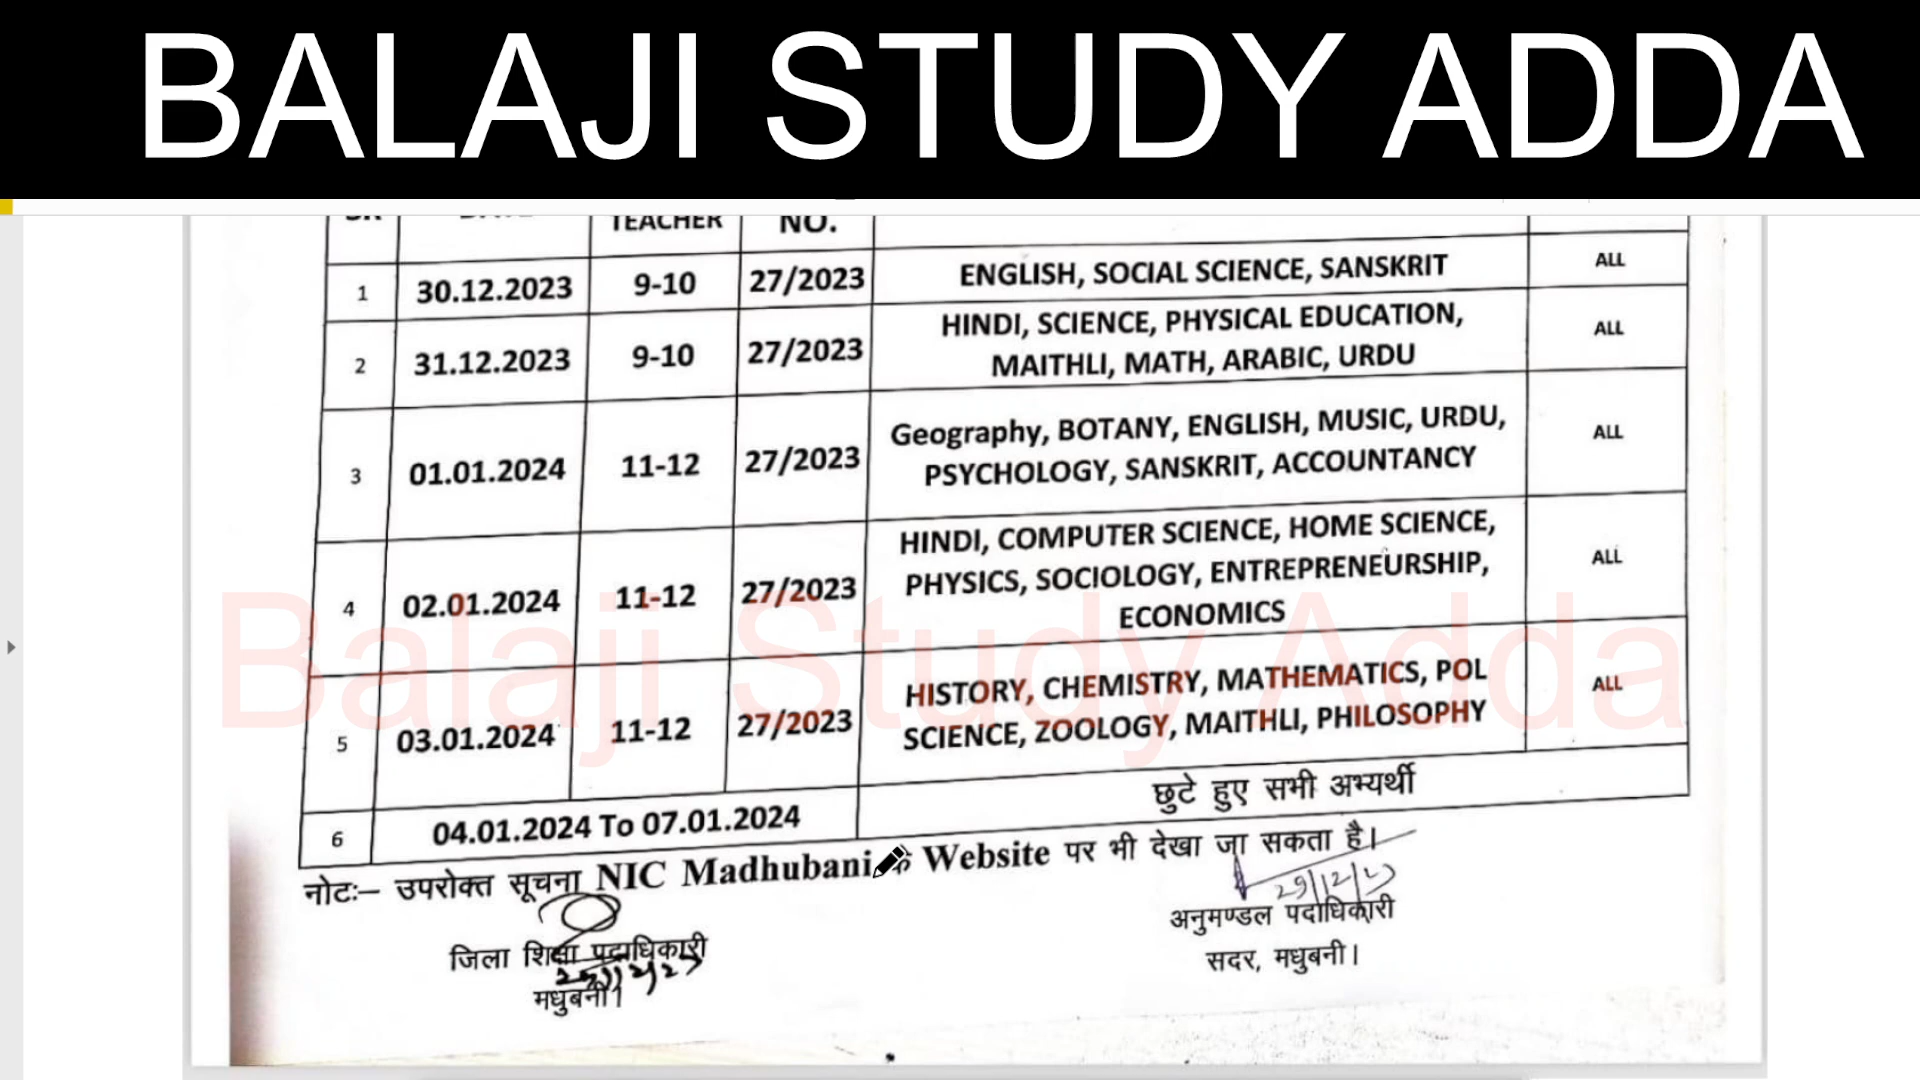 BALAJI STUDY ADDA
TEACHER NO.
1 30.12.2023 9-10 27/2023 ENGLISH, SOCIAL SCIENCE, SANSKRIT ALL
2 31.12.2023 9-10 27/2023 HINDI, SCIENCE, PHYSICAL EDUCATION, ALL
MAITHLI, MATH, ARABIC, URDU
3 01.01.2024 11-12 27/2023 Geography, BOTANY, ENGLISH, MUSIC, URDU, ALL
PSYCHOLOGY, SANSKRIT, ACCOUNTANCY
4 02.01.2024 11-12 27/2023 HINDI, COMPUTER SCIENCE, HOME SCIENCE, ALL
PHYSICS, SOCIOLOGY, ENTREPRENEURSHIP,
ECONOMICS
Balaji Study Adda
5 03.01.2024 11-12 27/2023 HISTORY, CHEMISTRY, MATHEMATICS, POL ALL
SCIENCE, ZOOLOGY, MAITHLI, PHILOSOPHY
6 04.01.2024 To 07.01.2024 छुटे हुए सभी अभ्यर्थी
नोटः– उपरोक्त सूचना NIC Madhubani Website पर भी देखा जा सकता है।
29/12/23
अनुमण्डल पदाधिकारी
सदर, मधुबनी।
जिला शिक्षा पदाधिकारी
मधुबनी।